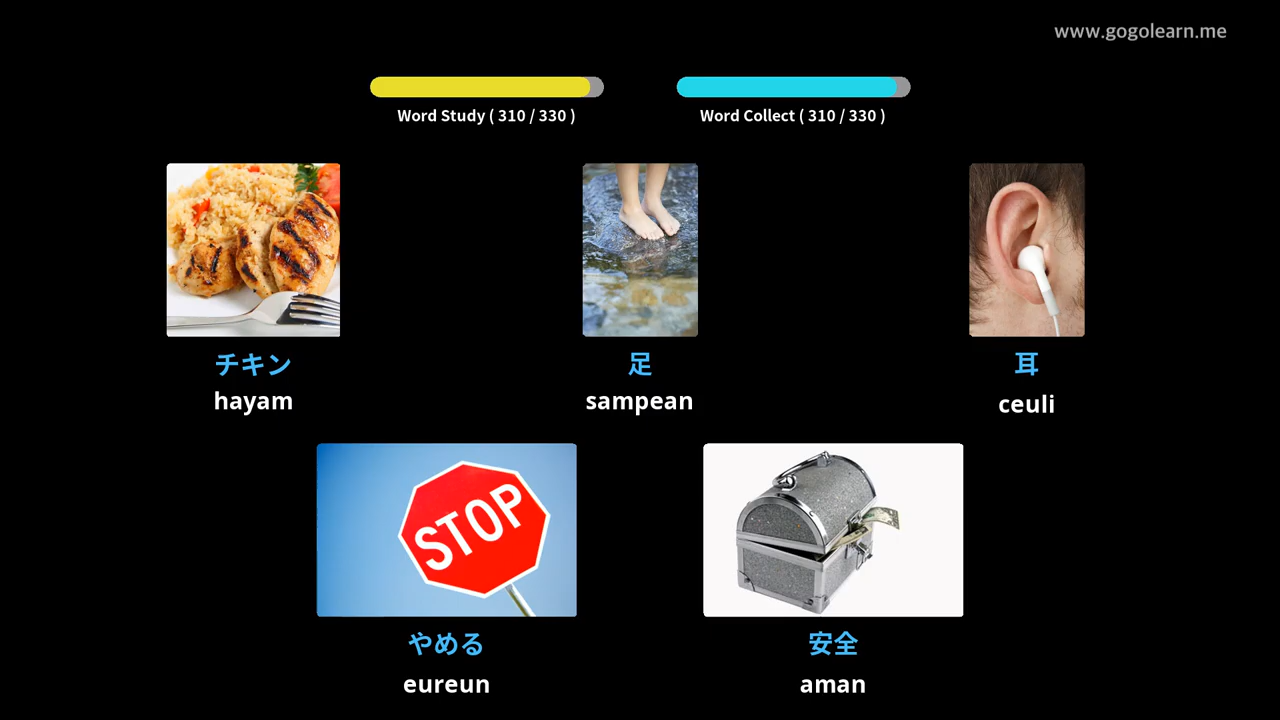 www.gogolearn.me
Word Study ( 310 / 330 )
Word Collect ( 310 / 330 )
チキン
hayam
足
sampean
耳
ceuli
STOP
やめる
eureun
安全
aman